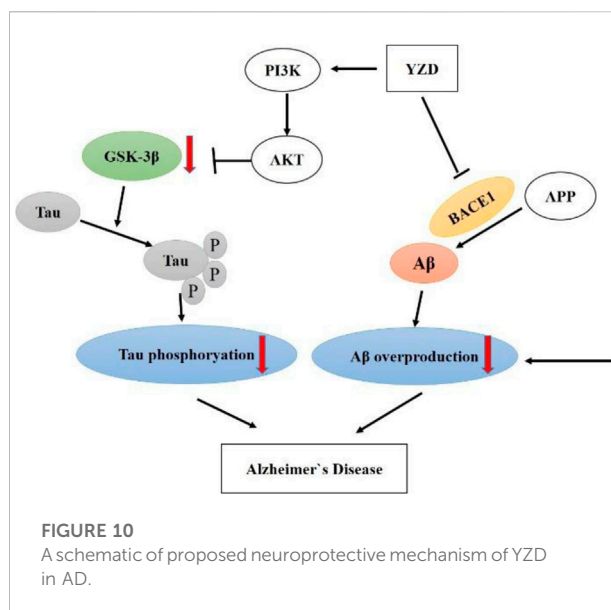 PI3K
YZD
GSK-3β
AKT
BACE1
APP
Tau
Tau
P
P
P
Aβ
Tau phosphoryation
Aβ overproduction
Alzheimer`s Disease
FIGURE 10
A schematic of proposed neuroprotective mechanism of YZD
in AD.